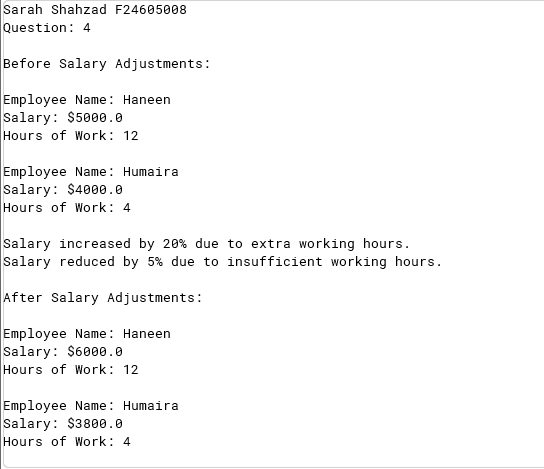 Sarah Shahzad F24605008
Question: 4
Before Salary Adjustments:
Employee Name: Haneen
Salary: $5000.0
Hours of Work: 12
Employee Name: Humaira
Salary: $4000.0
Hours of Work: 4
Salary increased by 20% due to extra working hours.
Salary reduced by 5% due to insufficient working hours.
After Salary Adjustments:
Employee Name: Haneen
Salary: $6000.0
Hours of Work: 12
Employee Name: Humaira
Salary: $3800.0
Hours of Work: 4